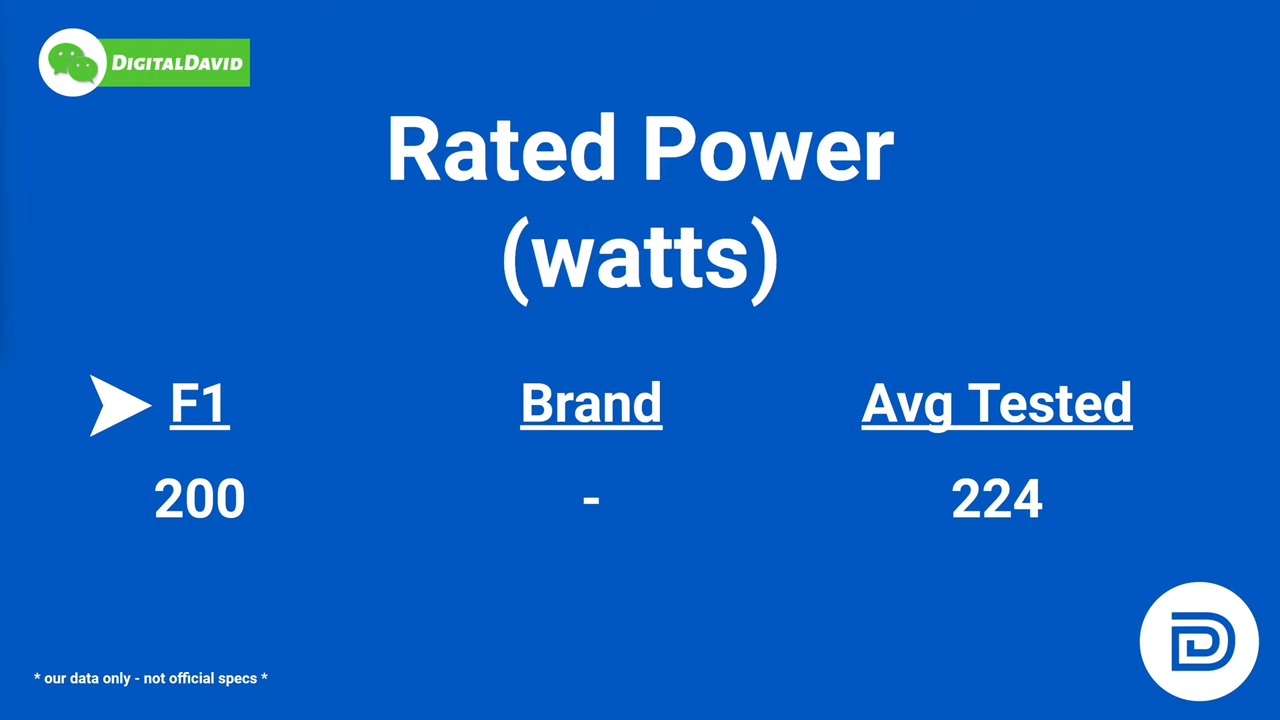 DIGITALDAVID
Rated Power
(watts)
F1 Brand Avg Tested
200 - 224
* our data only - not official specs *